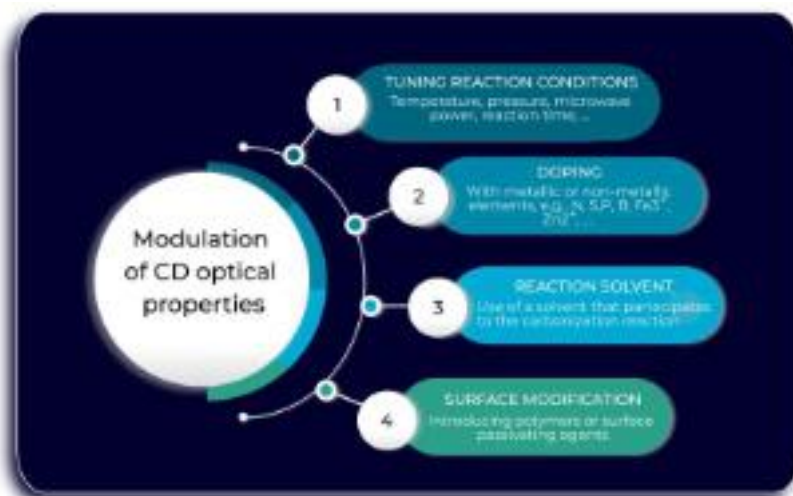 Modulation
of CD optical
properties
1
TUNING REACTION CONDITIONS
Temperature, pressure, microwave
power, reaction time, ...
2
DOPING
With metallic or non-metallic
elements, e.g., N, S,P, B, Fe3+,
Zn2+, ...
3
REACTION SOLVENT
Use of a solvent that participates
to the carbonization reaction
4
SURFACE MODIFICATION
Introducing polymers or surface
passivating agents